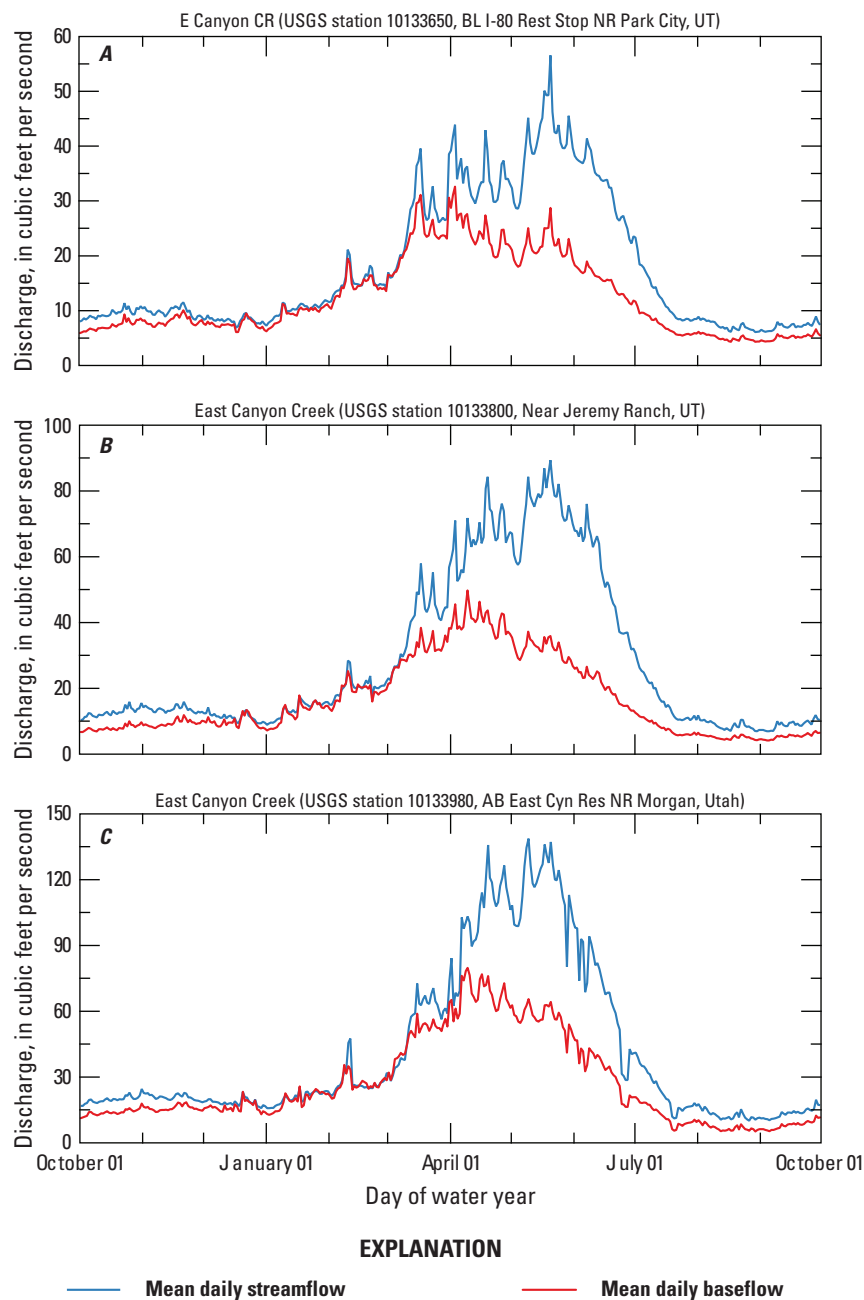 E Canyon CR (USGS station 10133650, BL I-80 Rest Stop NR Park City, UT)
A
Discharge, in cubic feet per second
60
50
40
30
20
10
0
East Canyon Creek (USGS station 10133800, Near Jeremy Ranch, UT)
B
Discharge, in cubic feet per second
100
80
60
40
20
0
East Canyon Creek (USGS station 10133980, AB East Cyn Res NR Morgan, Utah)
C
Discharge, in cubic feet per second
150
120
90
60
30
0
October 01 January 01 April 01 July 01 October 01
Day of water year
EXPLANATION
Mean daily streamflow Mean daily baseflow